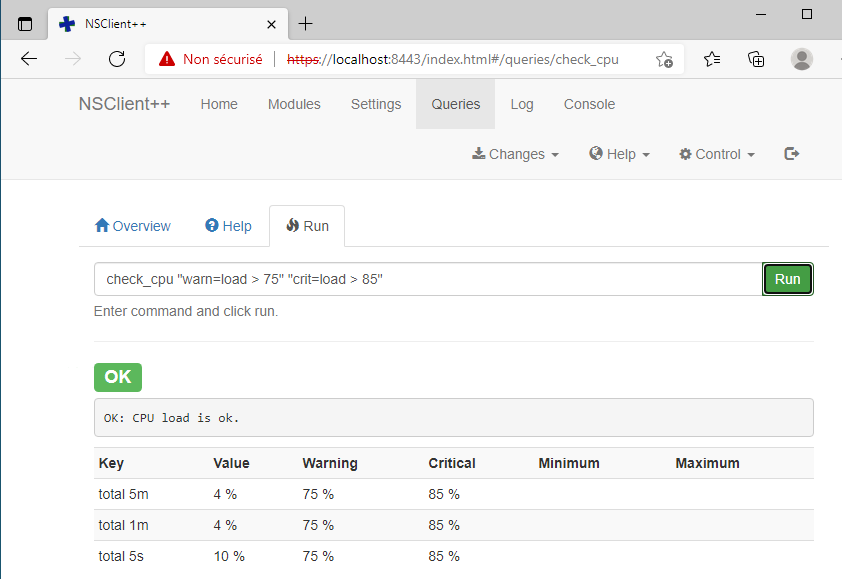 NSClient++
Non sécurisé https://localhost:8443/index.html#/queries/check_cpu
NSClient++ Home Modules Settings Queries Log Console
Changes Help Control
Overview Help Run
check_cpu "warn=load > 75" "crit=load > 85" Run
Enter command and click run.
OK
OK: CPU load is ok.
Key Value Warning Critical Minimum Maximum
total 5m 4 % 75 % 85 %
total 1m 4 % 75 % 85 %
total 5s 10 % 75 % 85 %